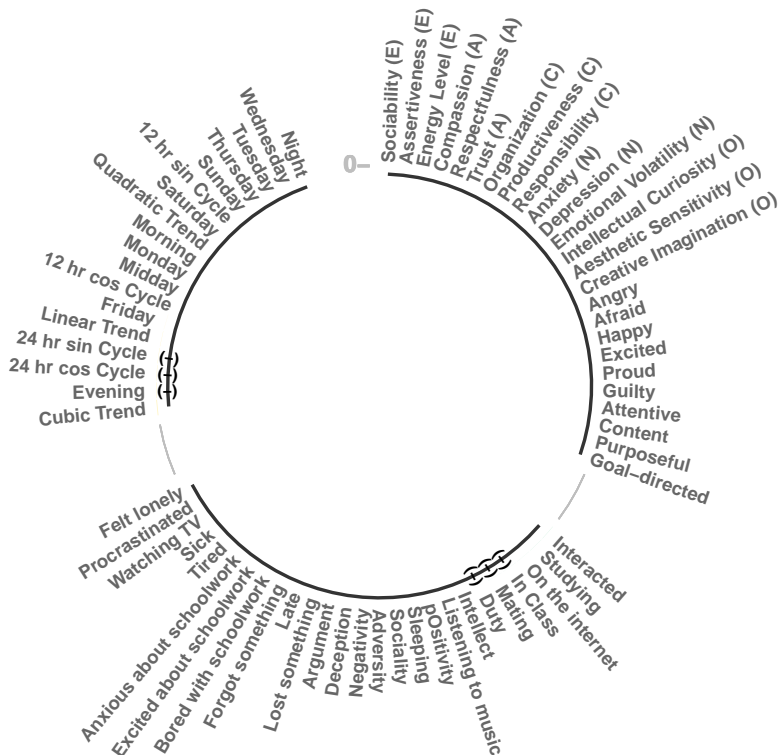 0–
Sociability (E)
Assertiveness (E)
Energy Level (E)
Compassion (A)
Respectfulness (A)
Trust (A)
Organization (C)
Productiveness (C)
Responsibility (C)
Anxiety (N)
Depression (N)
Emotional Volatility (N)
Intellectual Curiosity (O)
Aesthetic Sensitivity (O)
Creative Imagination (O)
Angry
Afraid
Happy
Excited
Proud
Guilty
Attentive
Content
Purposeful
Goal–directed
Interacted
Studying
On the internet
In Class
Mating
Duty
Intellect
Listening to music
pOsitivity
Sleeping
Sociality
Adversity
Negativity
Deception
Argument
Lost something
Late
Forgot something
Bored with schoolwork
Excited about schoolwork
Anxious about schoolwork
Tired
Sick
Watching TV
Procrastinated
Felt lonely
Cubic Trend
Evening
24 hr cos Cycle
24 hr sin Cycle
Linear Trend
Friday
12 hr cos Cycle
Midday
Monday
Morning
Quadratic Trend
Saturday
12 hr sin Cycle
Sunday
Thursday
Tuesday
Wednesday
Night
(–)
(–)
(–)
(–)
(–)
(–)